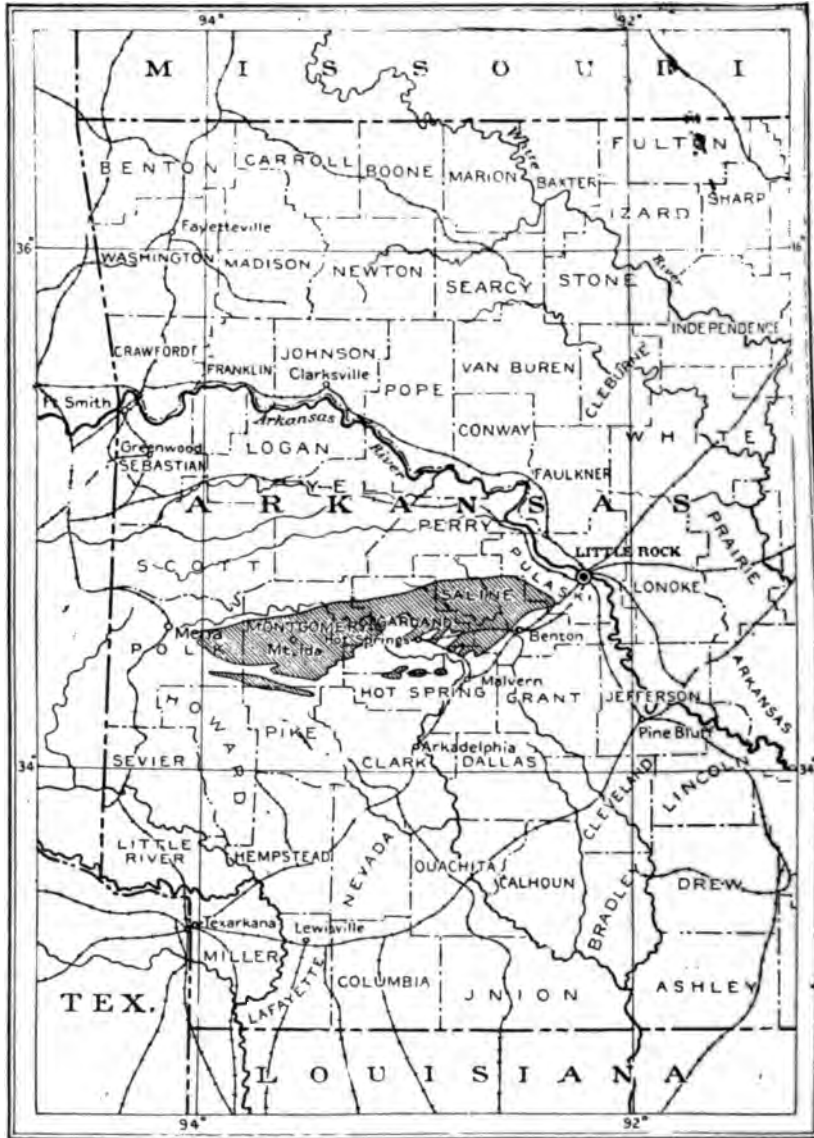 94° 92°
MISSOURI
White
FULTON
BENTON
CARROLL
BOONE
MARION
BAXTER
IZARD
SHARP
Fayetteville
36°
WASHINGTON
MADISON
NEWTON
SEARCY
STONE
River
INDEPENDENCE
CRAWFORD
FRANKLIN
JOHNSON
Clarksville
POPE
VAN BUREN
CLEBURNE
Ft. Smith
Arkansas
River
CONWAY
WHITE
Greenwood
SEBASTIAN
LOGAN
FAULKNER
YELL
ARKANSAS
PERRY
PRAIRIE
SCOTT
LITTLE ROCK
PULASKI
LONOKE
SALINE
MONTGOMERY
GARLAND
Mena
Hot Springs
Benton
POLK
Mt. Ida
Malvern
HOT SPRING
GRANT
JEFFERSON
ARKANSAS
HOWARD
PIKE
Pine Bluff
Arkadelphia
SEVIER
CLARK
DALLAS
34°
CLEVELAND
LINCOLN
LITTLE
RIVER
HEMPSTEAD
NEVADA
OUACHITA
CALHOUN
BRADLEY
DREW
Texarkana
Lewisville
MILLER
LAFAYETTE
COLUMBIA
UNION
ASHLEY
TEX.
LOUISIANA
94° 92°